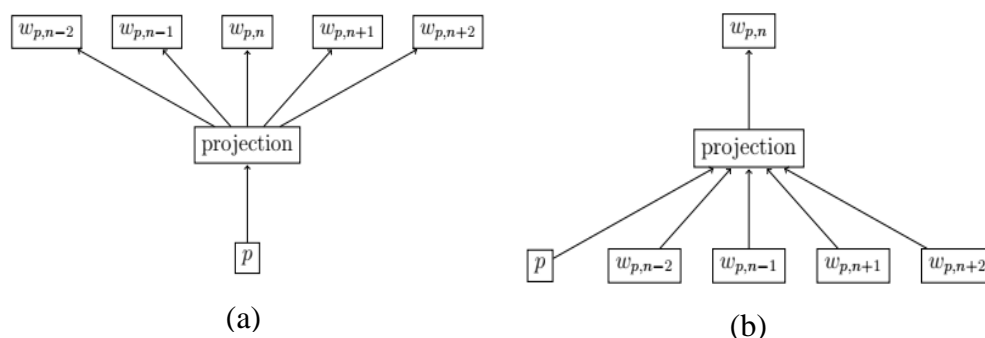 w_{p,n−2} w_{p,n−1} w_{p,n} w_{p,n+1} w_{p,n+2}
projection
p
(a)
w_{p,n}
projection
p w_{p,n−2} w_{p,n−1} w_{p,n+1} w_{p,n+2}
(b)